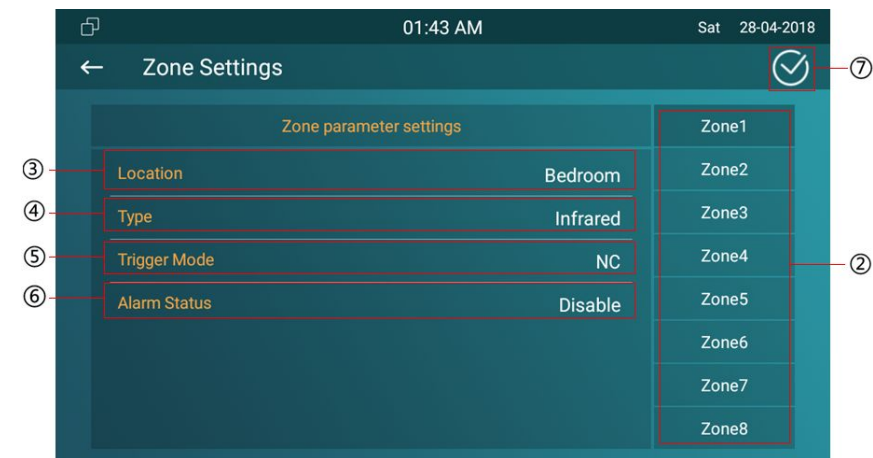 01:43 AM Sat 28-04-2018
← Zone Settings ⑦
Zone parameter settings Zone1
③ Location Bedroom Zone2
④ Type Infrared Zone3
⑤ Trigger Mode NC Zone4 ②
⑥ Alarm Status Disable Zone5
Zone6
Zone7
Zone8